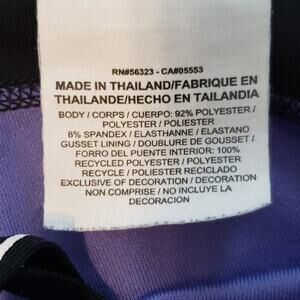 RN#56323 - CA#05553
MADE IN THAILAND/FABRIQUE EN
THAILANDE/HECHO EN TAILANDIA
BODY / CORPS / CUERPO: 92% POLYESTER /
POLYESTER / POLIESTER
8% SPANDEX / ELASTHANNE / ELASTANO
GUSSET LINING / DOUBLURE DE GOUSSET /
FORRO DEL PUENTE INTERIOR: 100%
RECYCLED POLYESTER / POLYESTER
RECYCLE / POLIESTER RECICLADO
EXCLUSIVE OF DECORATION / DECORATION
NON COMPRISE / NO INCLUYE LA
DECORACION